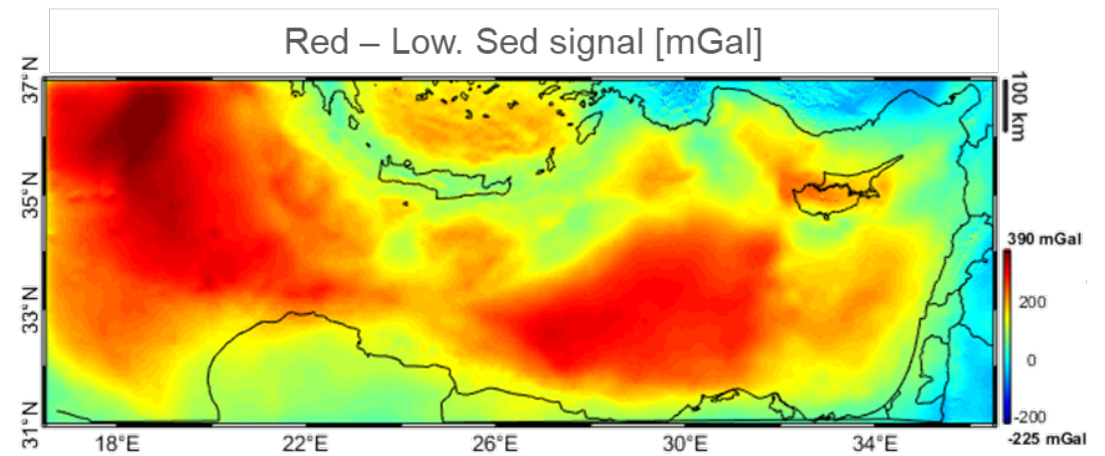 Red – Low. Sed signal [mGal]
37°N
35°N
33°N
31°N
18°E
22°E
26°E
30°E
34°E
100 km
390 mGal
200
0
-200
-225 mGal